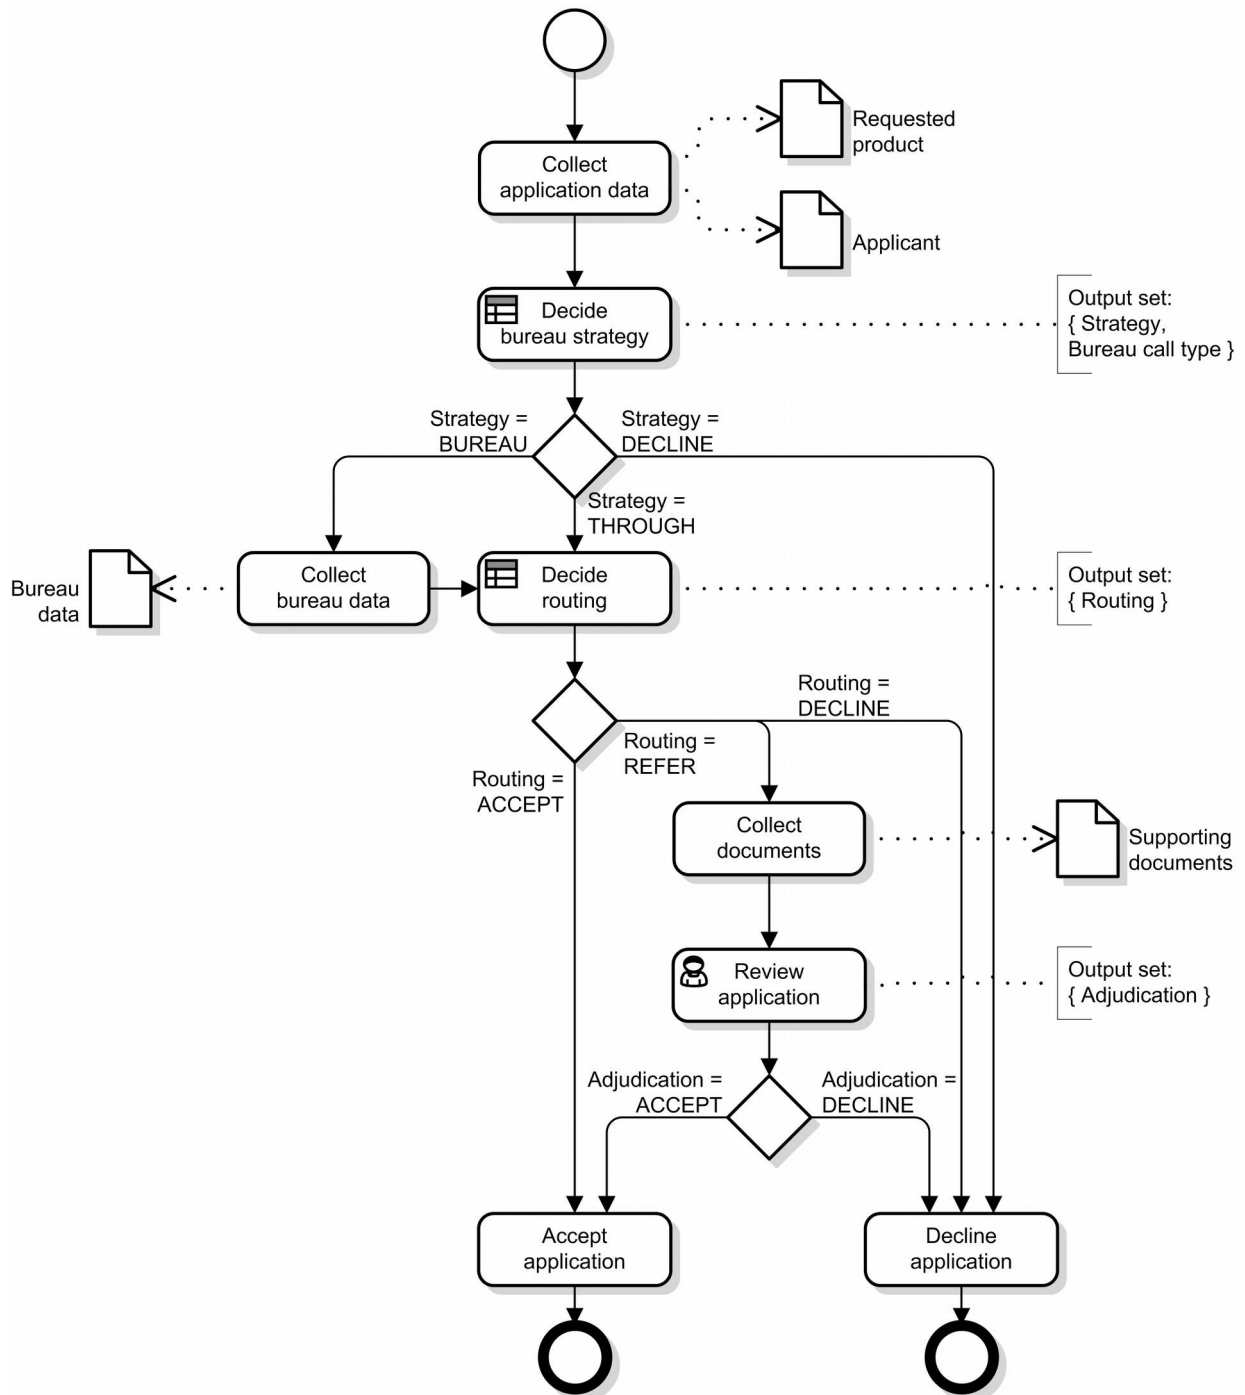 Requested
product
Collect
application data
Applicant
Decide
bureau strategy
Output set:
{ Strategy,
Bureau call type }
Strategy =
BUREAU
Strategy =
DECLINE
Strategy =
THROUGH
Bureau
data
Collect
bureau data
Decide
routing
Output set:
{ Routing }
Routing =
DECLINE
Routing =
REFER
Routing =
ACCEPT
Collect
documents
Supporting
documents
Review
application
Output set:
{ Adjudication }
Adjudication =
ACCEPT
Adjudication =
DECLINE
Accept
application
Decline
application